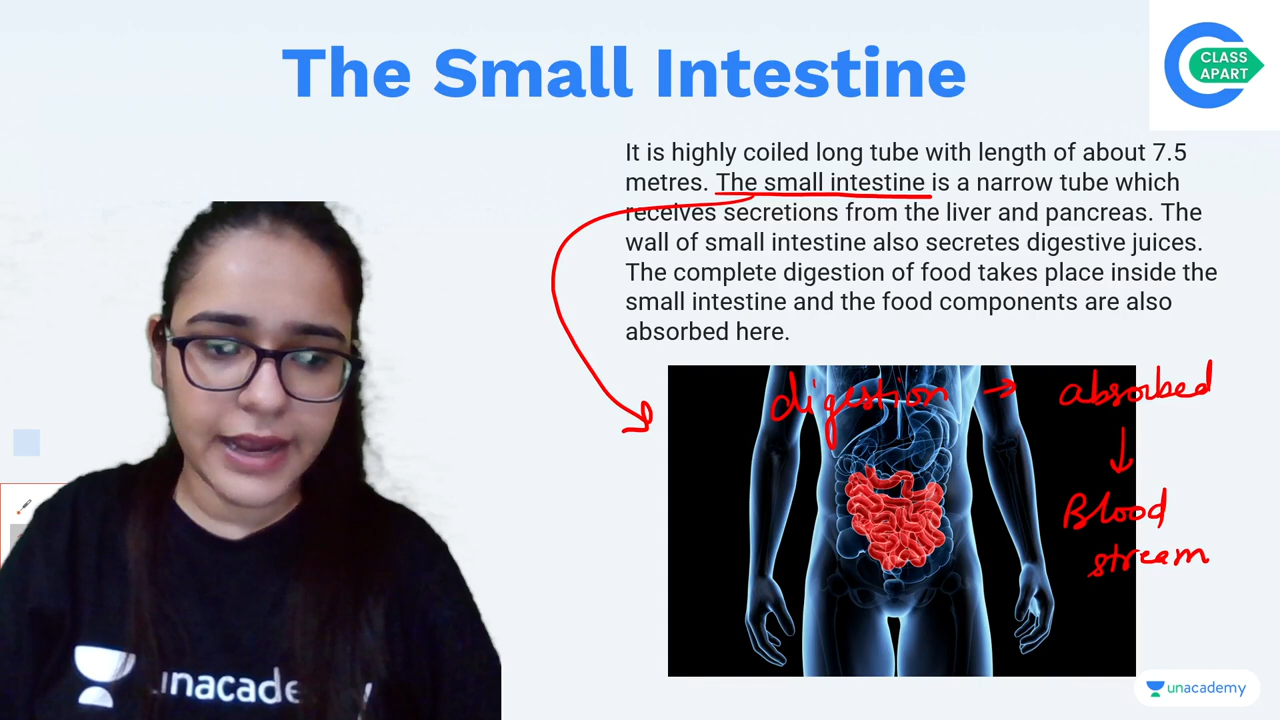 The Small Intestine
CLASS
APART
It is highly coiled long tube with length of about 7.5
metres. The small intestine is a narrow tube which
receives secretions from the liver and pancreas. The
wall of small intestine also secretes digestive juices.
The complete digestion of food takes place inside the
small intestine and the food components are also
absorbed here.
digestion → absorbed
↓
Blood
stream
unacade
unacademy